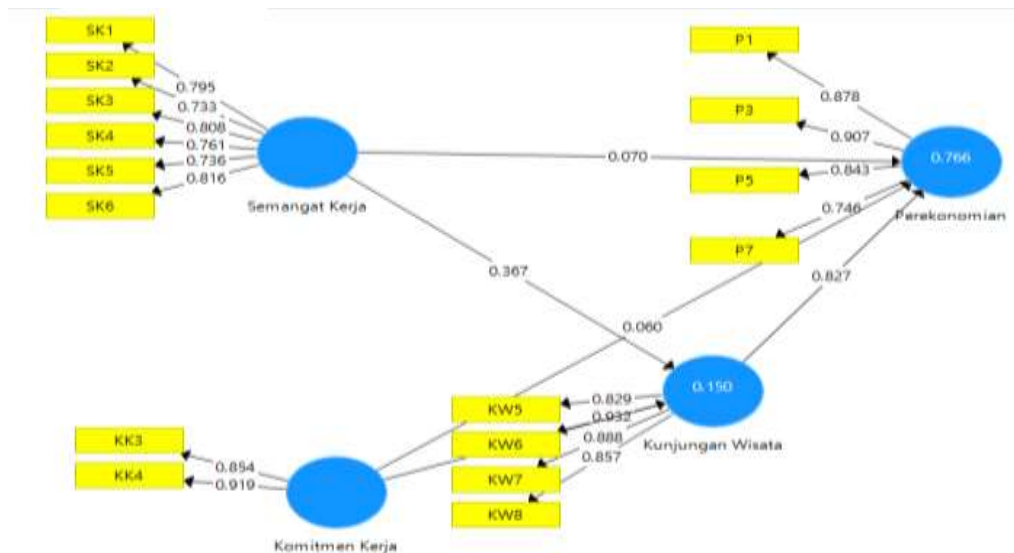 SK1
SK2
SK3
SK4
SK5
SK6
0.795
0.733
0.808
0.761
0.736
0.816
Semangat Kerja
P1
P3
P5
P7
0.878
0.907
0.843
0.746
0.766
Perekonomian
0.070
0.367
0.060
0.827
KW5
KW6
KW7
KW8
0.829
0.932
0.888
0.857
0.150
Kunjungan Wisata
KK3
KK4
0.854
0.919
Komitmen Kerja